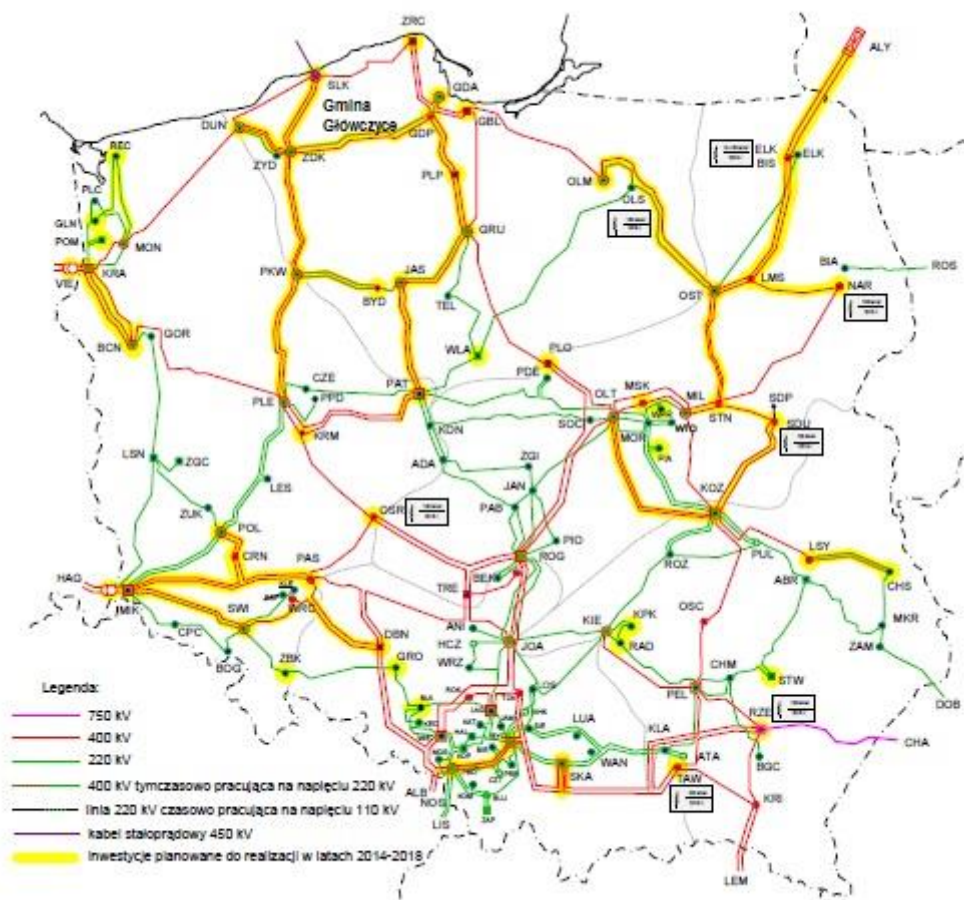 ZRC
ALY
SLK
GDA
Gmina
Główczyce
GBL
DUN
GDP
ZYD
ZDK
ELK
BIS
ELK
REC
PLP
OLM
PLC
OLS
GLN
GRU
POM
MON
VIE
KRA
PKW
JAS
BYD
OST
LMS
BIA
ROS
NAR
TEL
BCN
GOR
WLA
PLO
PDE
CZE
PAT
OLT
MSK
MIL
PLE
PPD
STN
SDP
KRM
SOC
MOR
SDU
KDN
LSN
ZGC
ADA
ZGI
KOZ
LES
JAN
ZUK
PAB
POL
OSR
CRN
PAS
ROG
PIO
PUL
LSY
BEK
ROZ
ABR
CHS
HAG
MIK
TRE
WRC
SWI
OSC
MKR
CPC
DBN
ANI
KIE
KPK
ZAM
BOG
HCZ
JOA
RAD
ZBK
GRO
WRZ
CHM
STW
PEL
DOB
RZE
LUA
KLA
WAN
ATA
BGC
CHA
SKA
TAW
ALB
NOS
LIS
KRI
LEM
Legenda:
750 kV
400 kV
220 kV
400 kV tymczasowo pracująca na napięciu 220 kV
linia 220 kV czasowo pracująca na napięciu 110 kV
kabel stałoprądowy 450 kV
Inwestycje planowane do realizacji w latach 2014-2018